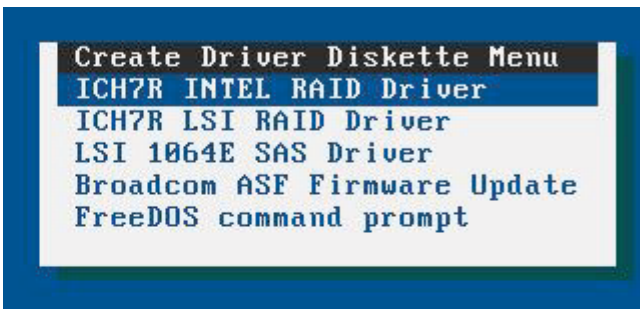 Create Driver Diskette Menu
ICH7R INTEL RAID Driver
ICH7R LSI RAID Driver
LSI 1064E SAS Driver
Broadcom ASF Firmware Update
FreeDOS command prompt